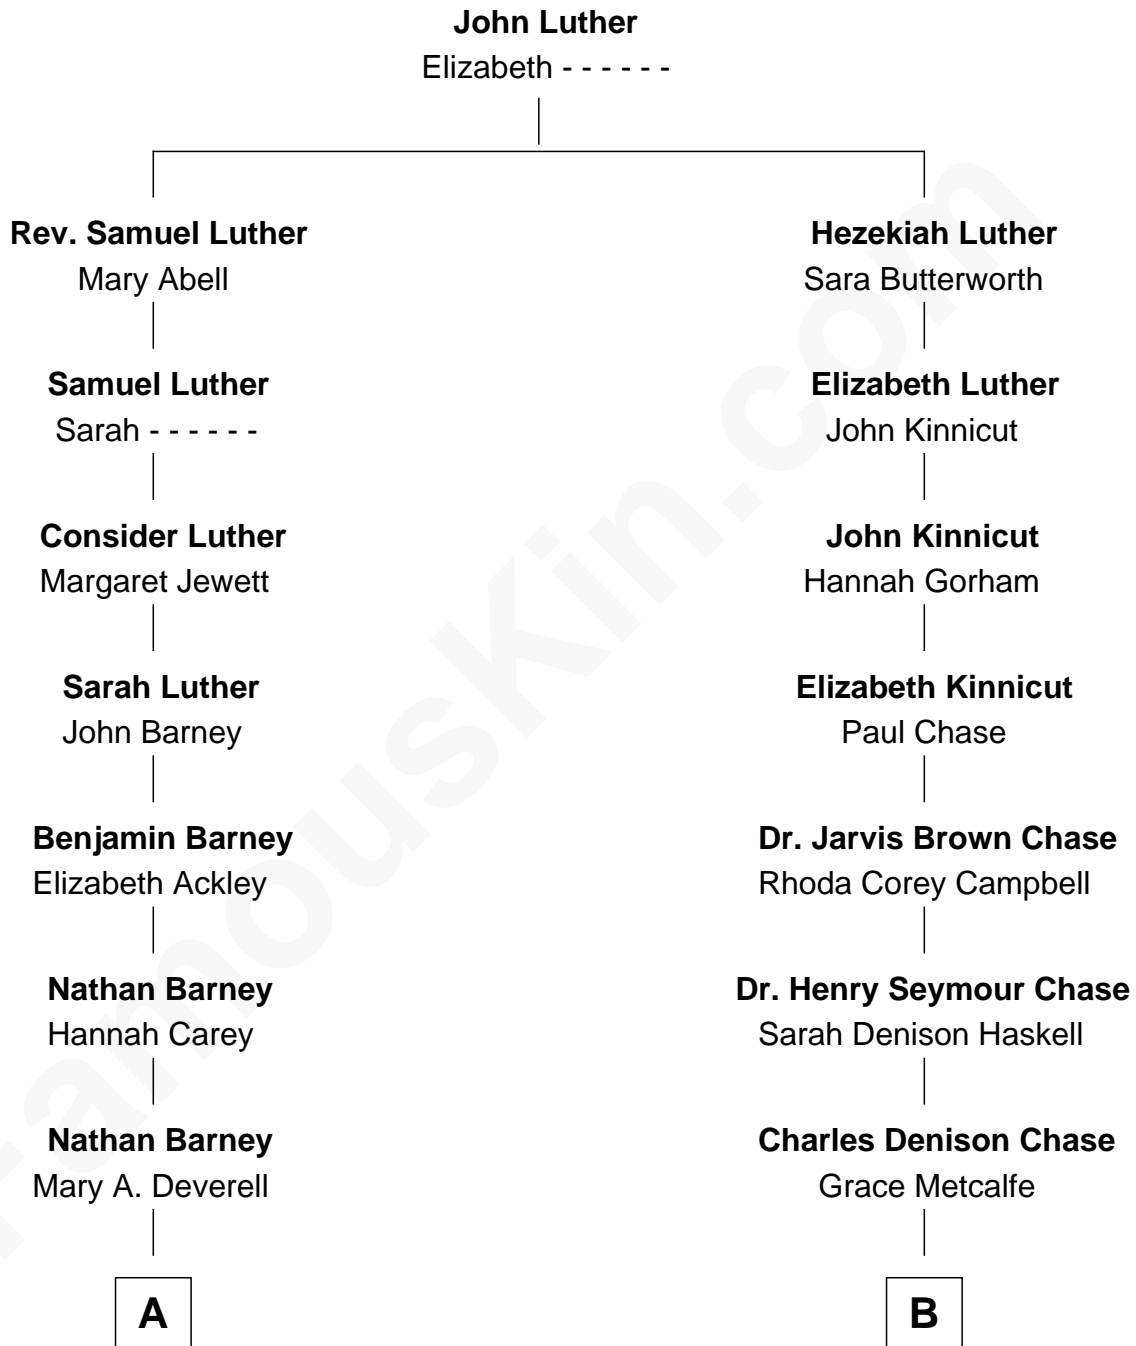 John Luther
Elizabeth - - - - - -
Rev. Samuel Luther
Mary Abell
Hezekiah Luther
Sara Butterworth
Samuel Luther
Sarah - - - - - -
Elizabeth Luther
John Kinnicut
Consider Luther
Margaret Jewett
John Kinnicut
Hannah Gorham
Sarah Luther
John Barney
Elizabeth Kinnicut
Paul Chase
Benjamin Barney
Elizabeth Ackley
Dr. Jarvis Brown Chase
Rhoda Corey Campbell
Nathan Barney
Hannah Carey
Dr. Henry Seymour Chase
Sarah Denison Haskell
Nathan Barney
Mary A. Deverell
Charles Denison Chase
Grace Metcalfe
A
B
FamousKin.com